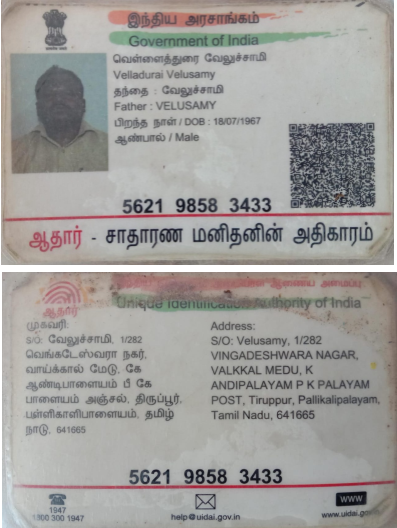 இந்திய அரசாங்கம்
Government of India
வெள்ளைத்துரை வேலுச்சாமி
Velladurai Velusamy
தந்தை : வேலுச்சாமி
Father : VELUSAMY
பிறந்த நாள் / DOB : 18/07/1967
ஆண்பால் / Male
5621 9858 3433
ஆதார் - சாதாரண மனிதனின் அதிகாரம்
ஆணைய அமைப்பு
Unique Identification Authority of India
ஆதார்
முகவரி:
S/O: வேலுச்சாமி, 1/282
வெங்கடேஸ்வரா நகர்,
வாய்க்கால் மேடு, கே
ஆண்டிபாளையம் பீ கே
பாளையம் அஞ்சல், திருப்பூர்,
பள்ளிகாளிபாளையம், தமிழ்
நாடு, 641665
Address:
S/O: Velusamy, 1/282
VINGADESHWARA NAGAR,
VALKKAL MEDU, K
ANDIPALAYAM P K PALAYAM
POST, Tiruppur, Pallikalipalayam,
Tamil Nadu, 641665
5621 9858 3433
1947
1800 300 1947
help@uidai.gov.in
WWW
www.uidai.gov.in